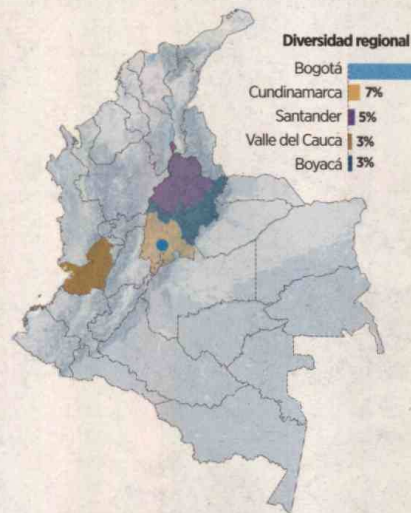 Diversidad regional
Bogotá
Cundinamarca 7%
Santander 5%
Valle del Cauca 3%
Boyacá 3%